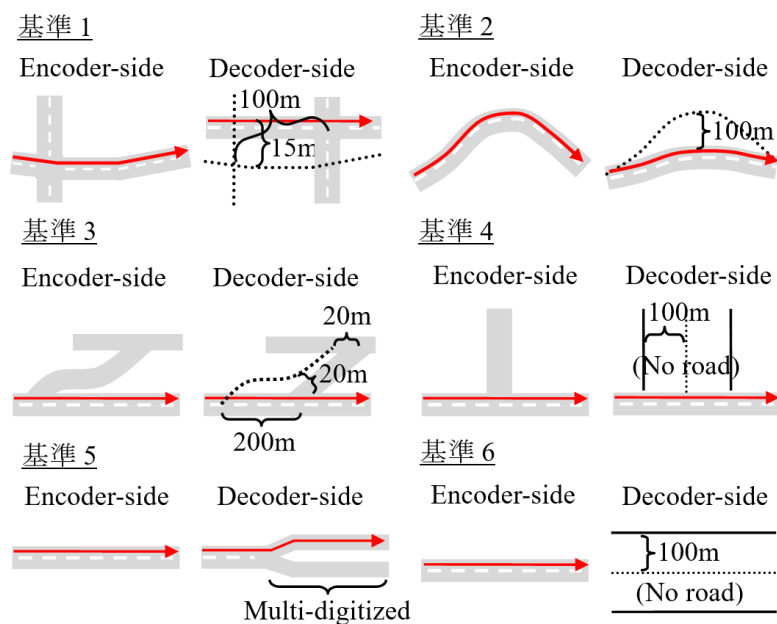 基準 1
Encoder-side
Decoder-side
100m
15m
基準 2
Encoder-side
Decoder-side
100m
基準 3
Encoder-side
Decoder-side
20m
20m
200m
基準 4
Encoder-side
Decoder-side
100m
(No road)
基準 5
Encoder-side
Decoder-side
Multi-digitized
基準 6
Encoder-side
Decoder-side
100m
(No road)